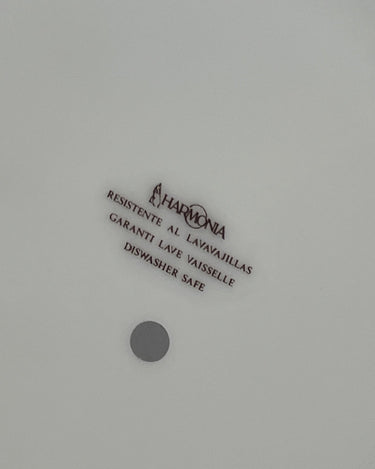 HARMONIA
RESISTENTE AL LAVAVAJILLAS
GARANTI LAVE VAISSELLE
DISWASHER SAFE